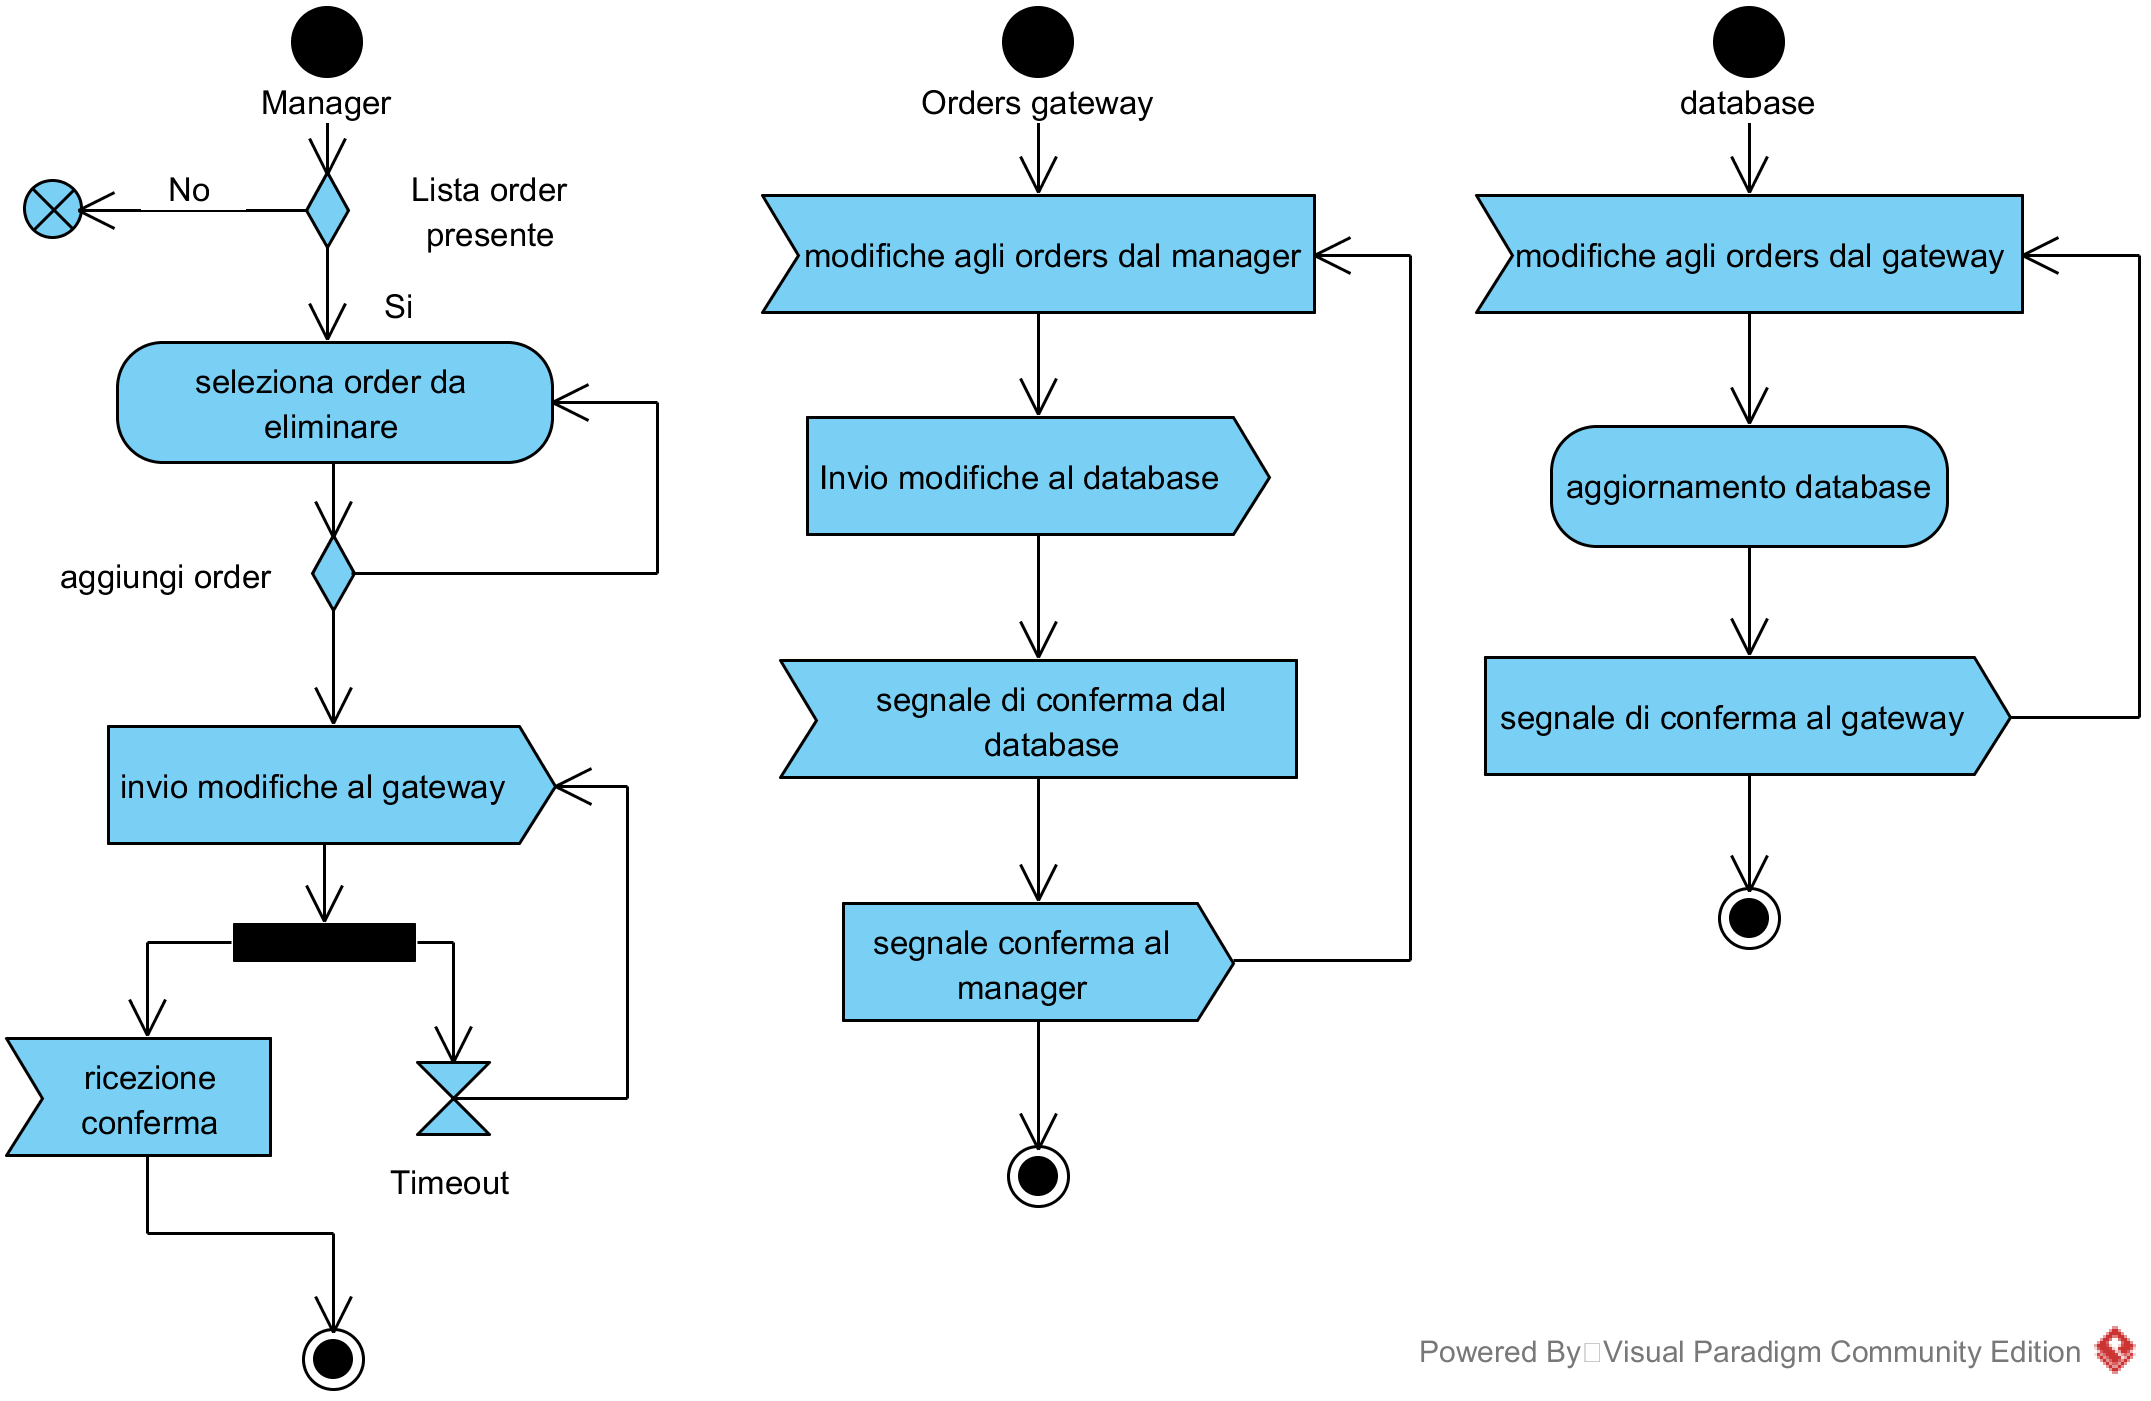 Manager
No
Lista order
presente
Si
seleziona order da
eliminare
aggiungi order
invio modifiche al gateway
ricezione
conferma
Timeout
Orders gateway
modifiche agli orders dal manager
Invio modifiche al database
segnale di conferma dal
database
segnale conferma al
manager
database
modifiche agli orders dal gateway
aggiornamento database
segnale di conferma al gateway
Powered By Visual Paradigm Community Edition